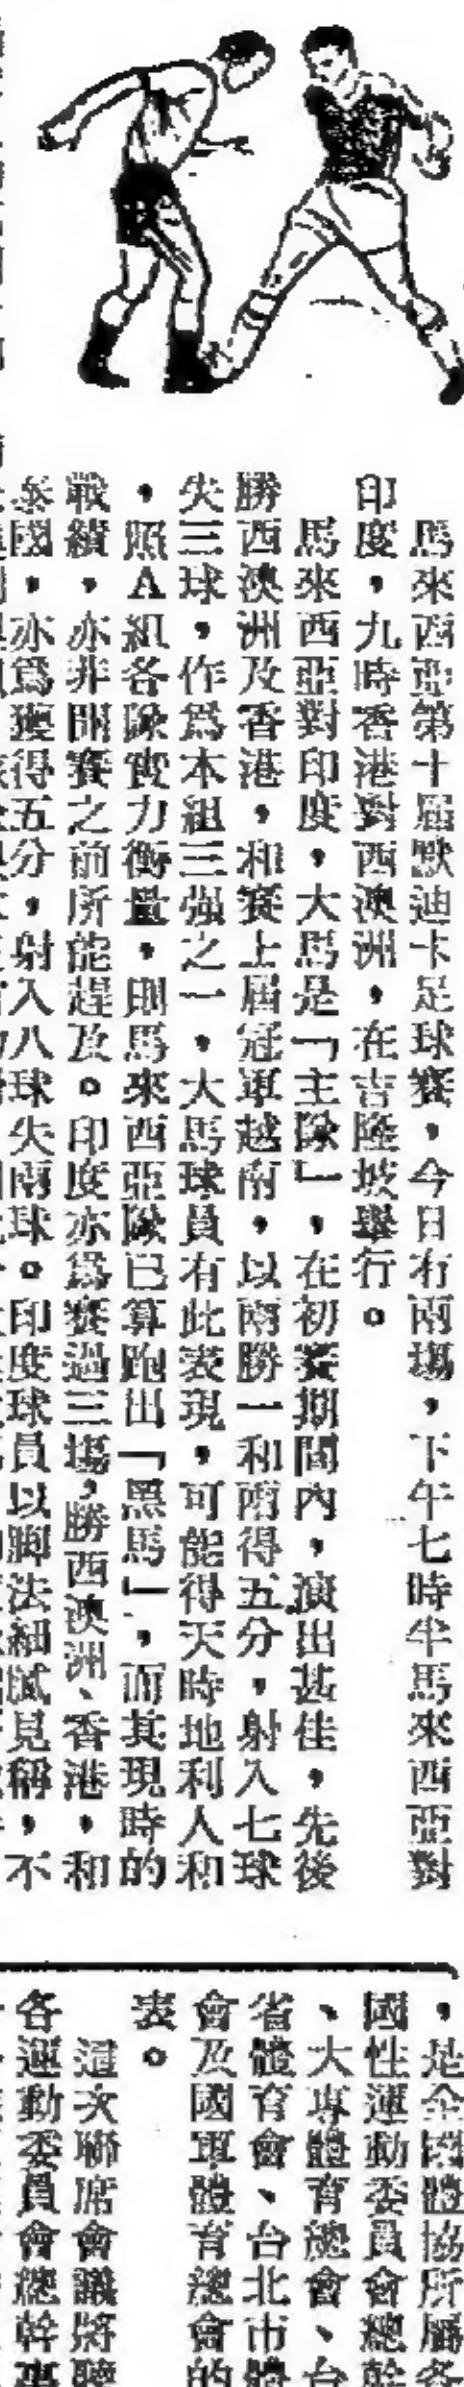 馬來西亞第十屆默迪卡足球賽，今日有兩場，下午七時半馬來西亞對
印度，九時香港對西澳洲，在吉隆坡舉行。
馬來西亞對印度，大馬是「主隊」，在初賽期間內，演出甚佳，先後
勝西澳洲及香港，和賽上屆冠軍越南，以兩勝一和而得五分，射入七球
失三球，作爲本組三强之一，大馬球員有此表現，可能得天時地利人和
，照A組各隊實力衡量，則馬來西亞隊已算跑出「黑馬」，而其現時的
戰績，亦非開賽之前所能趕及。印度亦爲賽過三場，勝西澳洲、香港，和
泰國，亦爲獲得五分，射入八球失兩球。印度球員以脚法細膩見稱，不
，是全國體協所屬各
國性運動委員會總幹
、大專體育總會、台
省體育會、台北市體
會及國軍體育總會的
表。
這次聯席會議將聽
各運動委員會總幹事